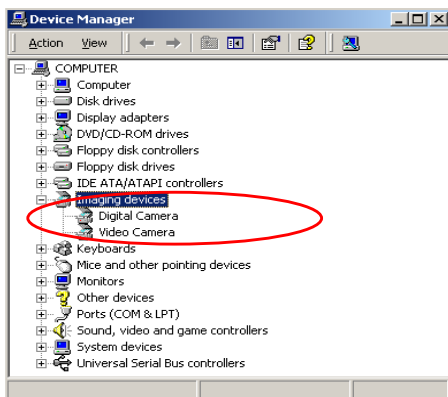 Device Manager
Action View
COMPUTER
Computer
Disk drives
Display adapters
DVD/CD-ROM drives
Floppy disk controllers
Floppy disk drives
IDE ATA/ATAPI controllers
Imaging devices
Digital Camera
Video Camera
Keyboards
Mice and other pointing devices
Monitors
Other devices
Ports (COM & LPT)
Sound, video and game controllers
System devices
Universal Serial Bus controllers